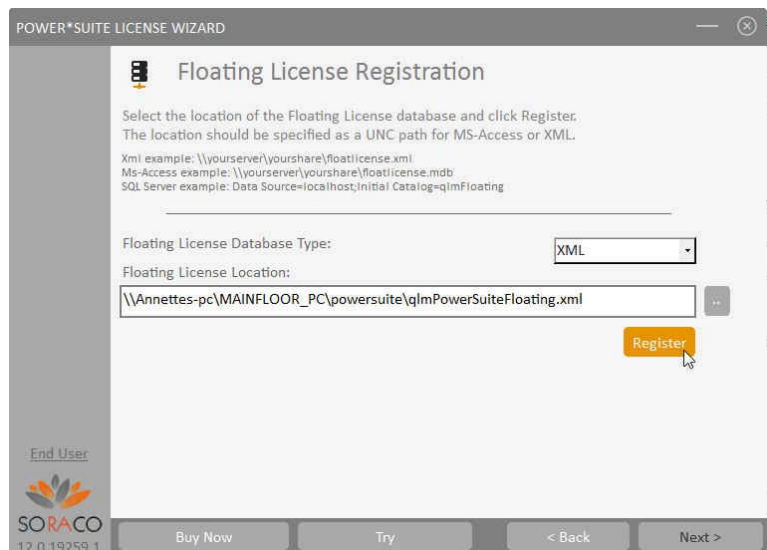 POWER*SUITE LICENSE WIZARD
Floating License Registration
Select the location of the Floating License database and click Register.
The location should be specified as a UNC path for MS-Access or XML.
Xml example: \\yourserver\yourshare\floatlicense.xml
Ms-Access example: \\yourserver\yourshare\floatlicense.mdb
SQL Server example: Data Source=localhost;Initial Catalog=qlmFloating
Floating License Database Type:
XML
Floating License Location:
\\Annettes-pc\MAINFLOOR_PC\powersuite\qlmPowerSuiteFloating.xml
..
Register
End User
SORACO
12.0.19259.1
Buy Now
Try
< Back
Next >